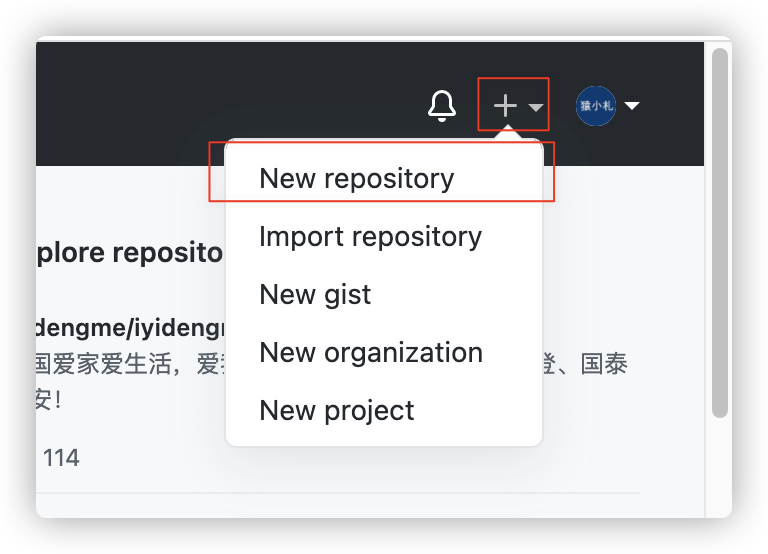 猿小札
New repository
Import repository
New gist
New organization
New project
plore reposito
dengme/iyideng
国爱家爱生活，爱 登、国泰
安！
114